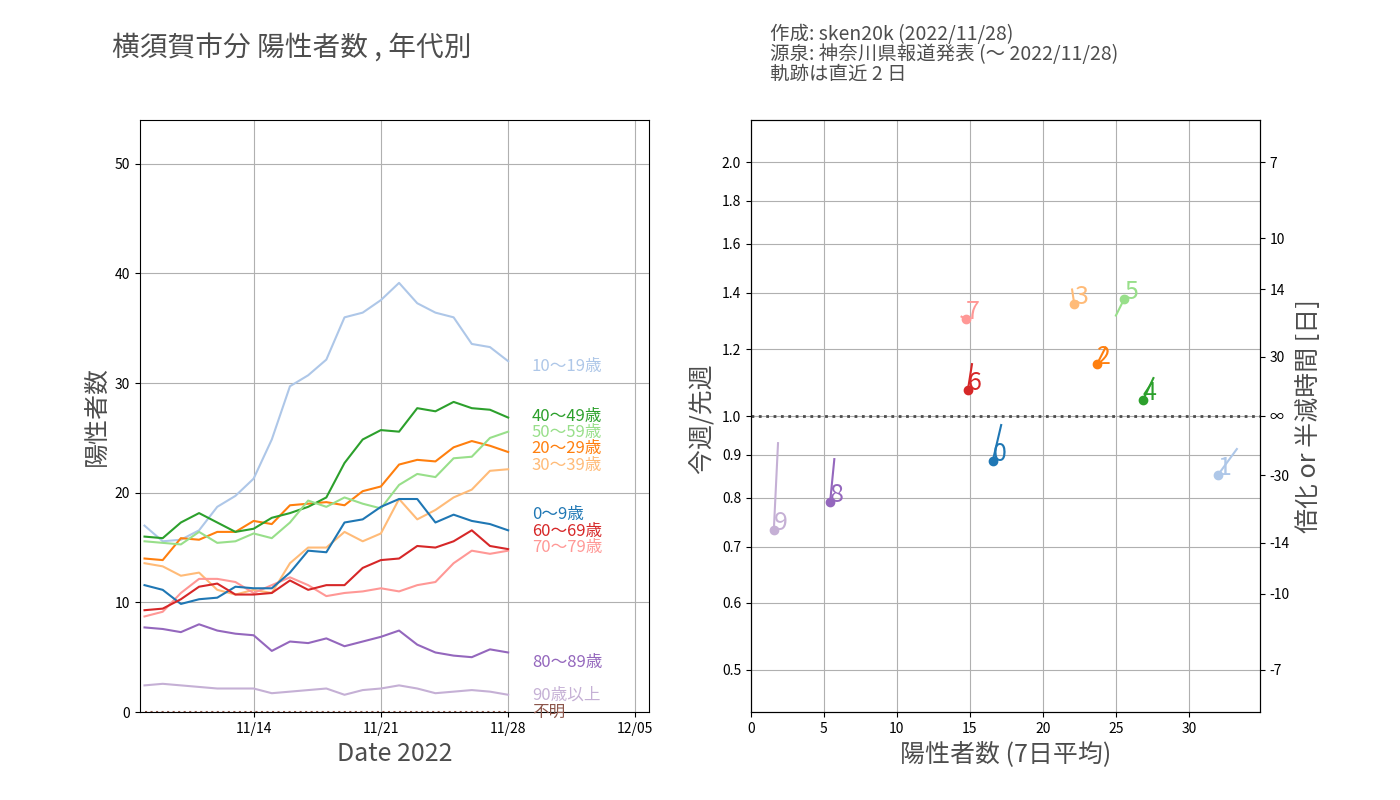 横須賀市分 陽性者数 , 年代別
作成: sken20k (2022/11/28)
源泉: 神奈川県報道発表 (～ 2022/11/28)
軌跡は直近 2 日
50
40
30
20
10
0
陽性者数
10～19歳
40～49歳
50～59歳
20～29歳
30～39歳
0～9歳
60～69歳
70～79歳
80～89歳
90歳以上
不明
11/14
11/21
11/28
12/05
Date 2022
今週/先週
2.0
1.8
1.6
1.4
1.2
1.0
0.9
0.8
0.7
0.6
0.5
7
3
5
2
6
4
0
1
8
9
7
10
14
30
∞
-30
-14
-10
-7
倍化 or 半減時間 [日]
0
5
10
15
20
25
30
陽性者数 (7日平均)